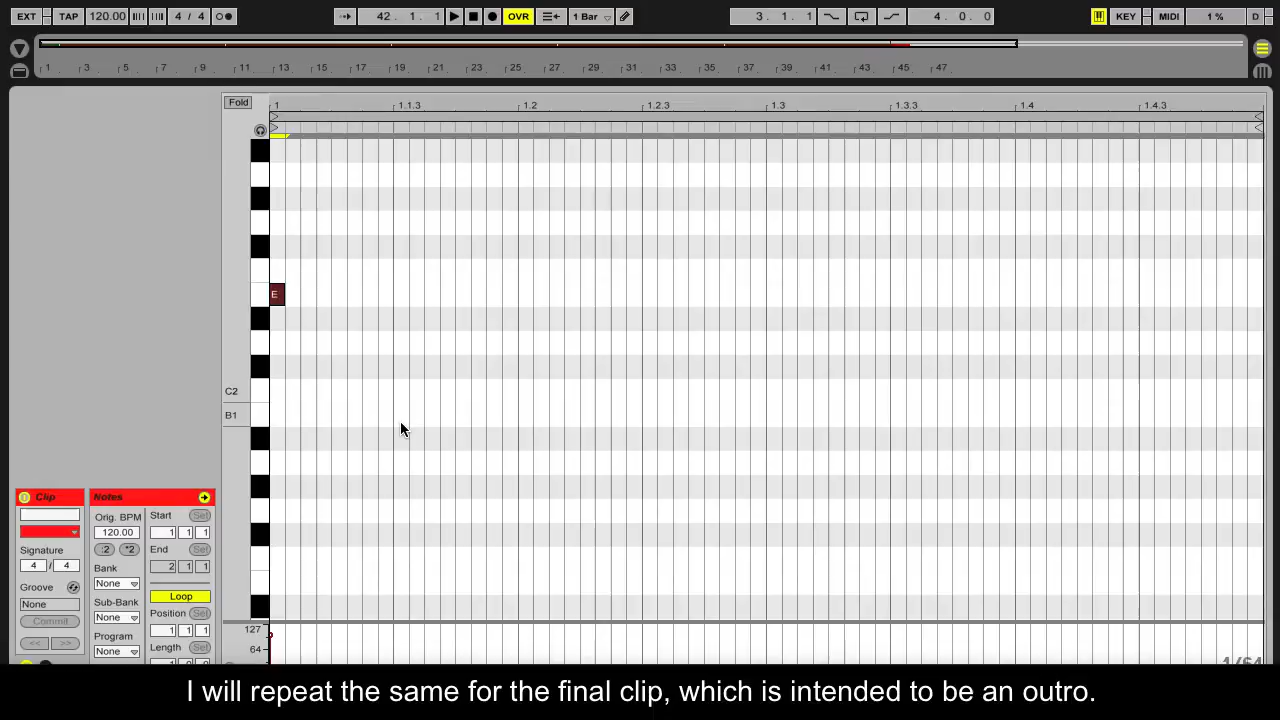 EXT TAP 120.00 4 / 4 42. 1. 1 OVR 1 Bar 3. 1. 1 4. 0. 0 KEY MIDI 1 % D
1 3 5 7 9 11 13 15 17 19 21 23 25 27 29 31 33 35 37 39 41 43 45 47
Fold 1 1.1.3 1.2 1.2.3 1.3 1.3.3 1.4 1.4.3
E
C2
B1
Clip Notes
Orig. BPM Start Set
120.00 1 1 1
Signature :2 *2 End Set
4 / 4 Bank 2 1 1
Groove None
None Sub-Bank Loop
Commit None Position Set
<< >> Program 1 1 1
None Length Set
127
64
1/64
I will repeat the same for the final clip, which is intended to be an outro.